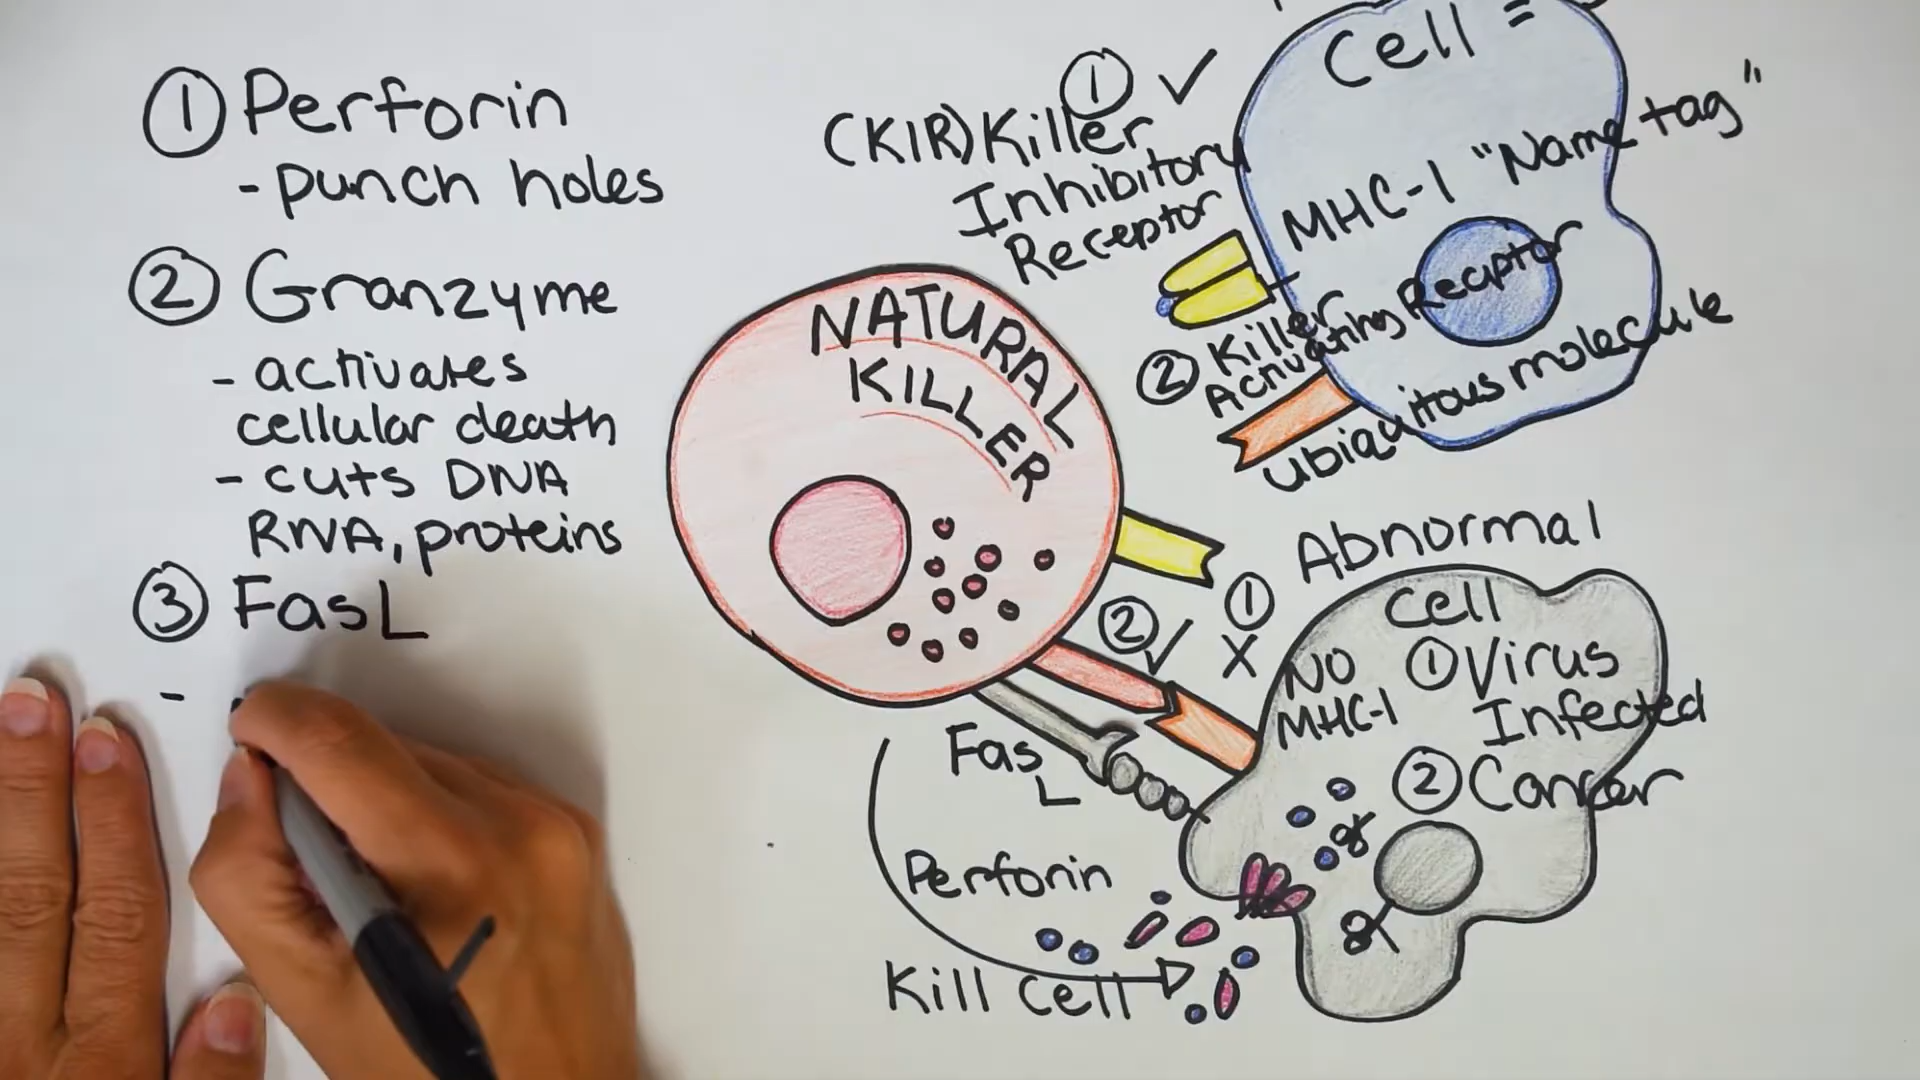 ① Perforin
- punch holes
② Granzyme
- activates
cellular death
- cuts DNA
RNA, proteins
③ FasL
-
NATURAL
KILLER
① ✓
(KIR) Killer
Inhibitory
Receptor
Cell =
MHC-1 "Name tag"
② Killer
Activating Receptor
Ubiquitous molecule
Abnormal
Cell
② ✓
① X
NO
MHC-1
① Virus
Infected
② Cancer
Fas
L
Perforin
Kill Cell